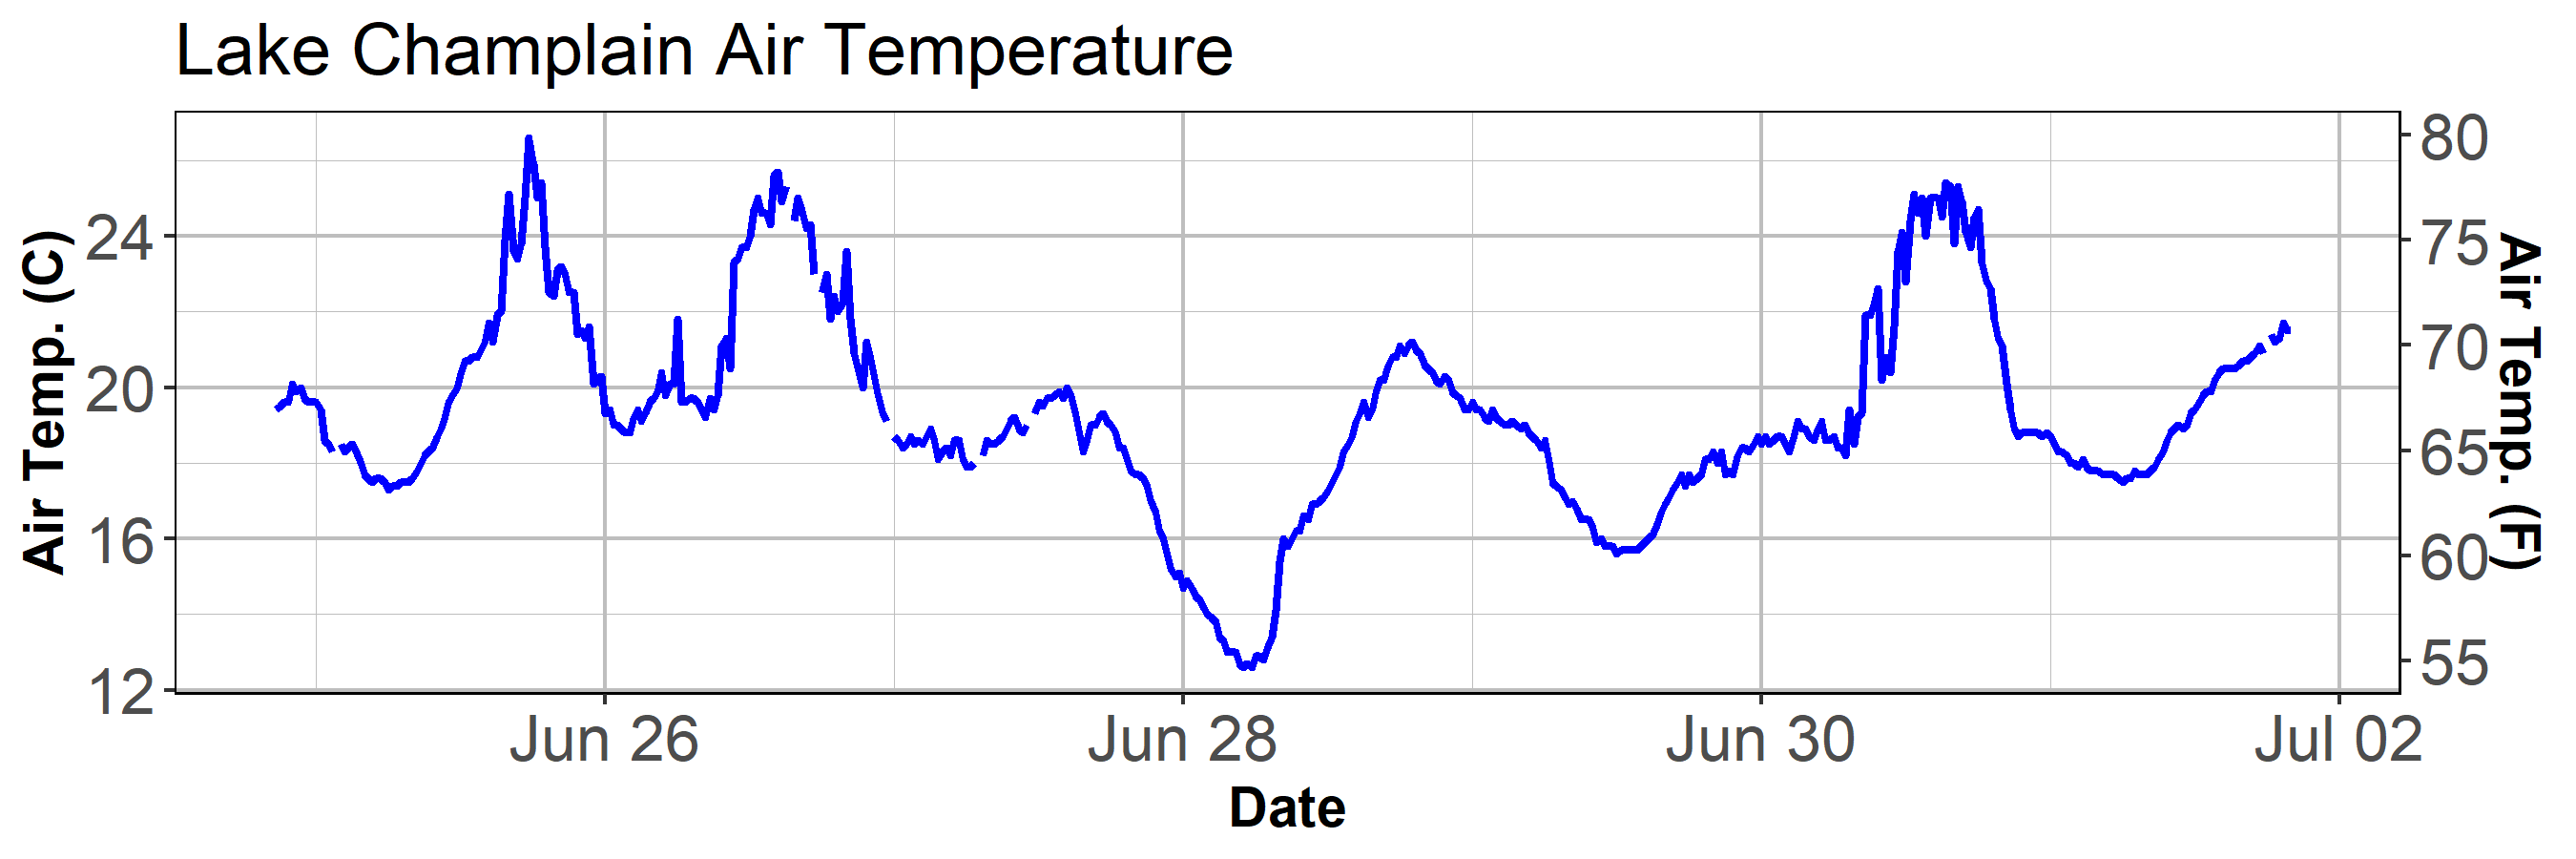 Lake Champlain Air Temperature
Air Temp. (C)
24
20
16
12
80
75
70
65
60
55
Air Temp. (F)
Jun 26
Jun 28
Jun 30
Jul 02
Date